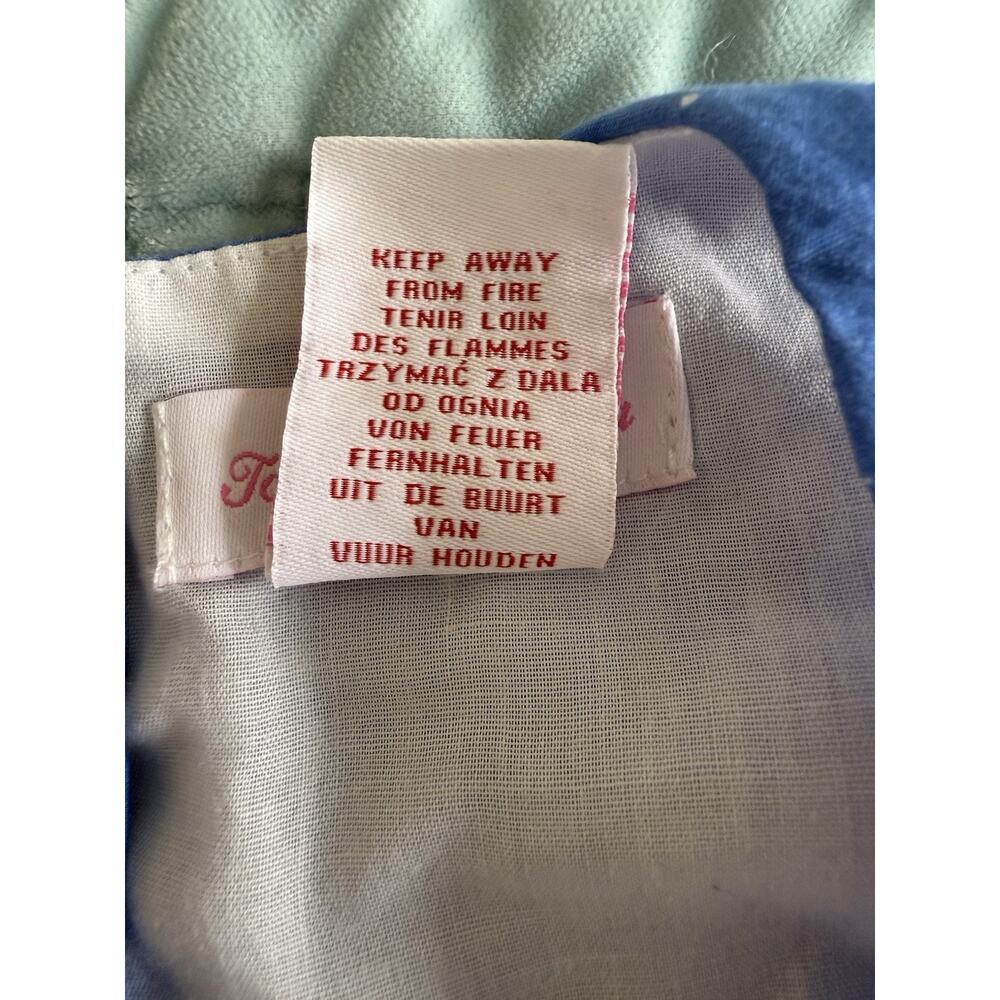 KEEP AWAY
FROM FIRE
TENIR LOIN
DES FLAMMES
TRZYMAĆ Z DALA
OD OGNIA
VON FEUER
FERNHALTEN
UIT DE BUURT
VAN
VUUR HOUDEN